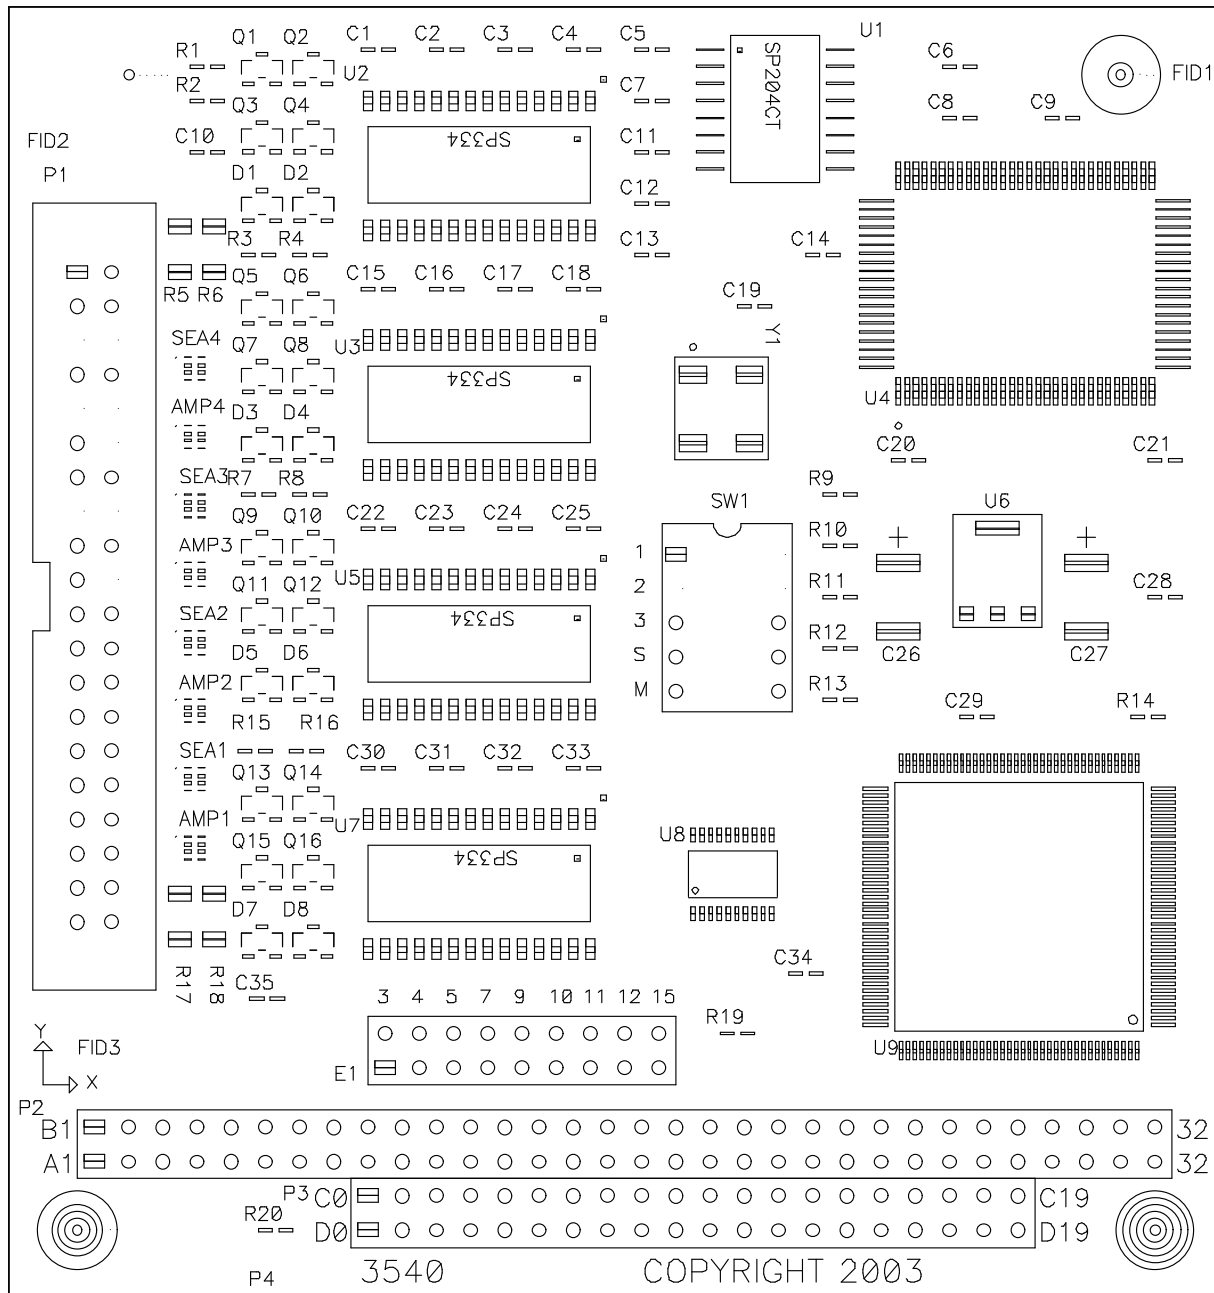 Q1 Q2 C1 C2 C3 C4 C5 U1
R1 U2 SP204CT C6 FID1
R2 Q3 Q4 C7 C8 C9
FID2 C10 SP334 C11
P1 D1 D2 C12
R3 R4 C13 C14
R5 R6 Q5 Q6 C15 C16 C17 C18 C19
SEA4 Q7 Q8 U3 SP334 Y1
AMP4 D3 D4 U4
SEA3 R7 R8 C20 C21
R9 U6
AMP3 Q9 Q10 C22 C23 C24 C25 SW1
1 R10 + +
Q11 Q12 U5 2 R11 C28
SEA2 SP334 3
D5 D6 S R12 C26 C27
AMP2 M R13
R15 R16 C29 R14
SEA1 Q13 Q14 C30 C31 C32 C33
AMP1 Q15 Q16 U7 U8
SP334
D7 D8
R17 R18 C35 C34
3 4 5 7 9 10 11 12 15
R19
Y FID3 U9
X E1
P2
B1 32
A1 32
P3 C0 C19
R20 D0 D19
P4 3540 COPYRIGHT 2003